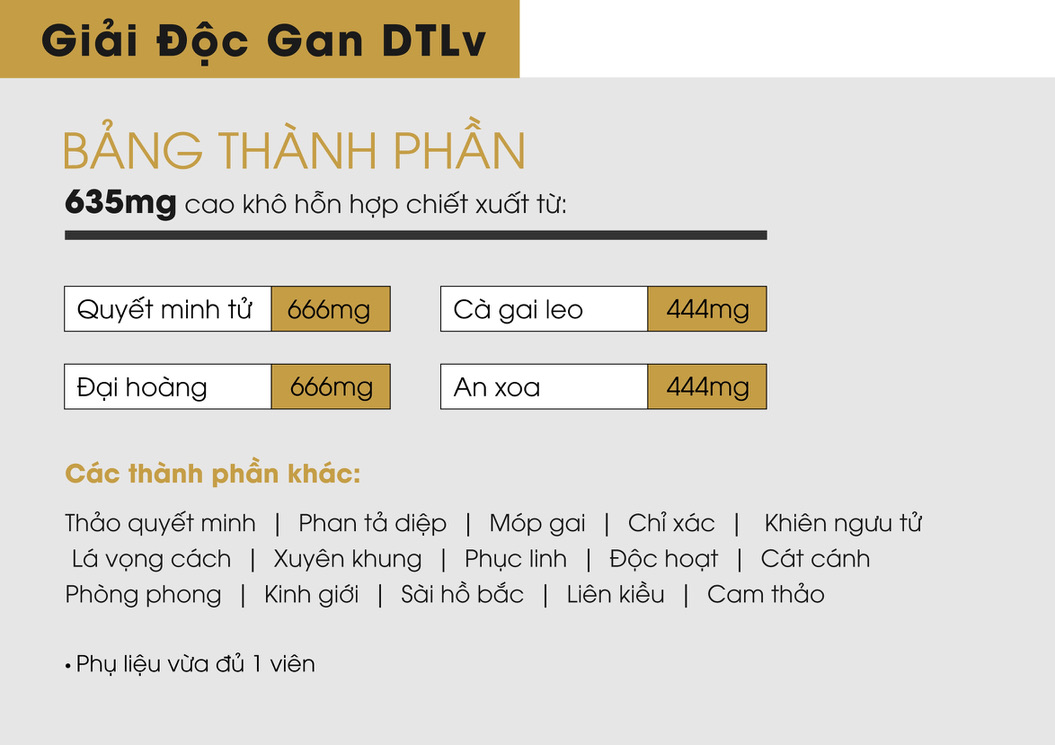 Giải Độc Gan DTLv
BẢNG THÀNH PHẦN
635mg cao khô hỗn hợp chiết xuất từ:
Quyết minh tử 666mg Cà gai leo 444mg
Đại hoàng 666mg An xoa 444mg
Các thành phần khác:
Thảo quyết minh | Phan tả diệp | Móp gai | Chỉ xác | Khiên ngưu tử
Lá vọng cách | Xuyên khung | Phục linh | Độc hoạt | Cát cánh
Phòng phong | Kinh giới | Sài hồ bắc | Liên kiều | Cam thảo
• Phụ liệu vừa đủ 1 viên